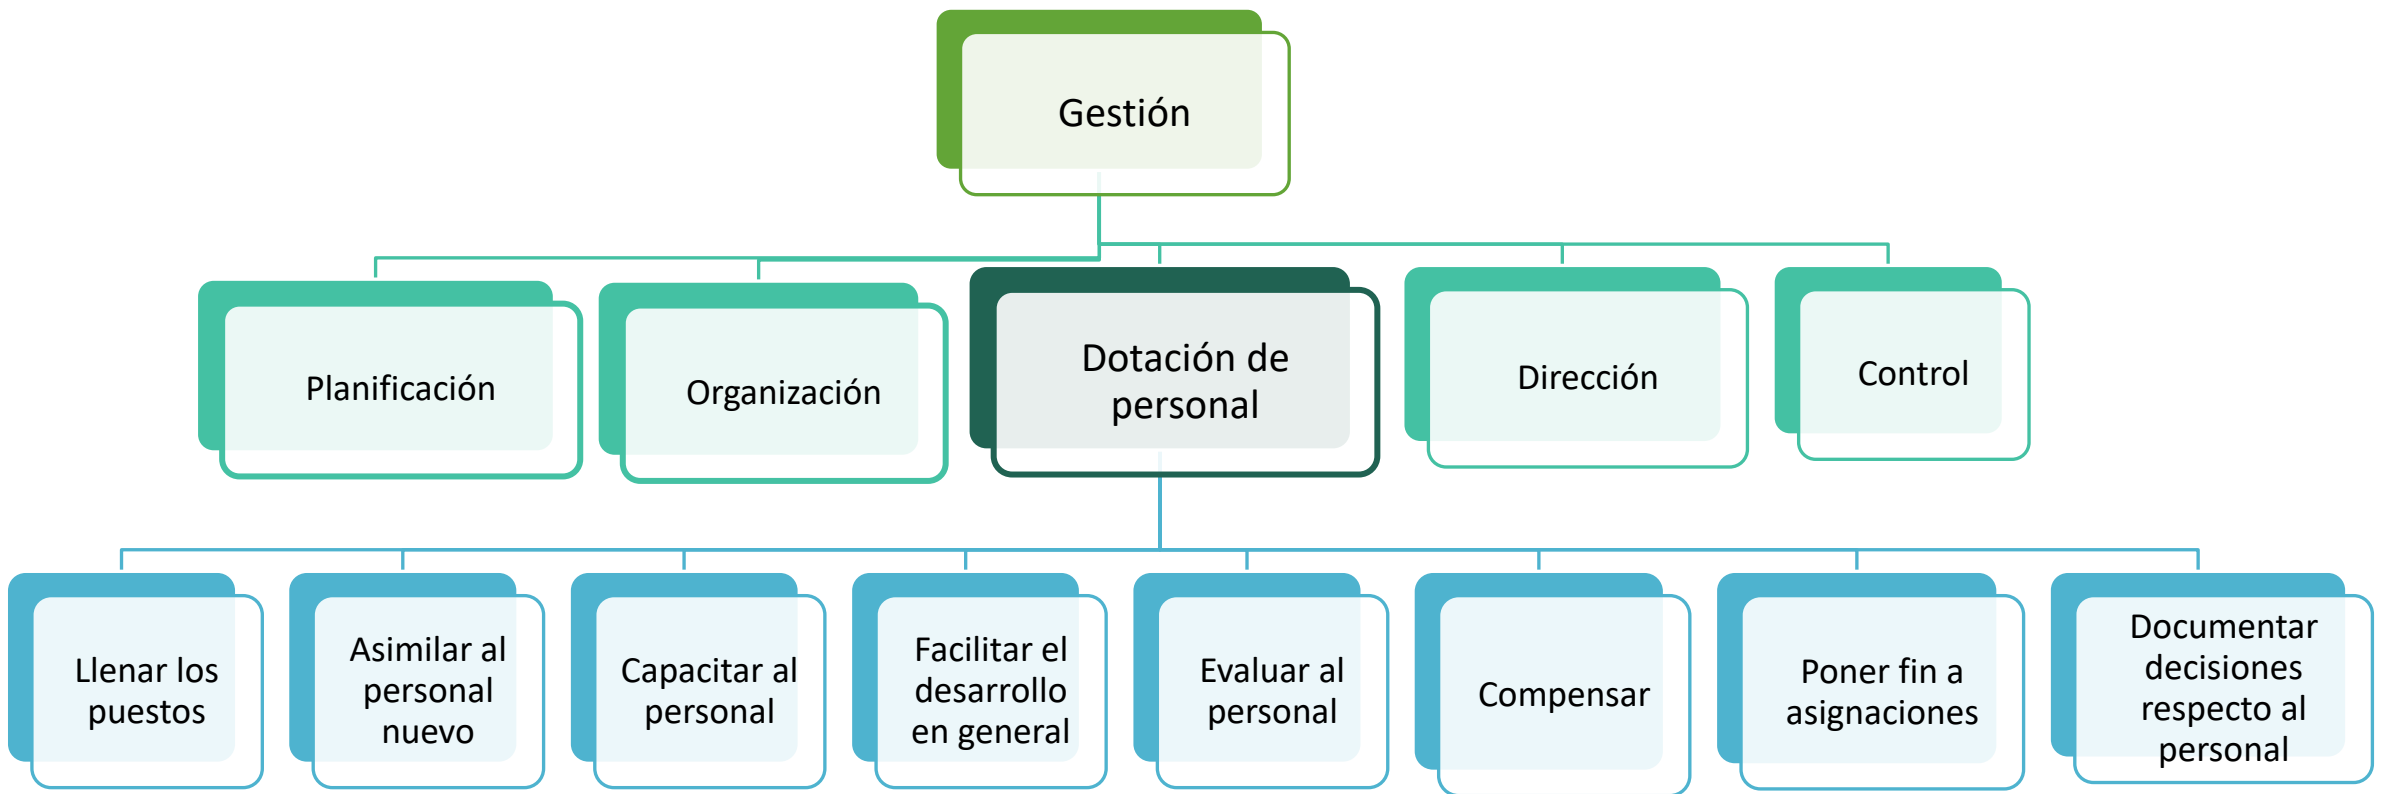 Gestión
Planificación
Organización
Dotación de
personal
Dirección
Control
Llenar los
puestos
Asimilar al
personal
nuevo
Capacitar al
personal
Facilitar el
desarrollo
en general
Evaluar al
personal
Compensar
Poner fin a
asignaciones
Documentar
decisiones
respecto al
personal